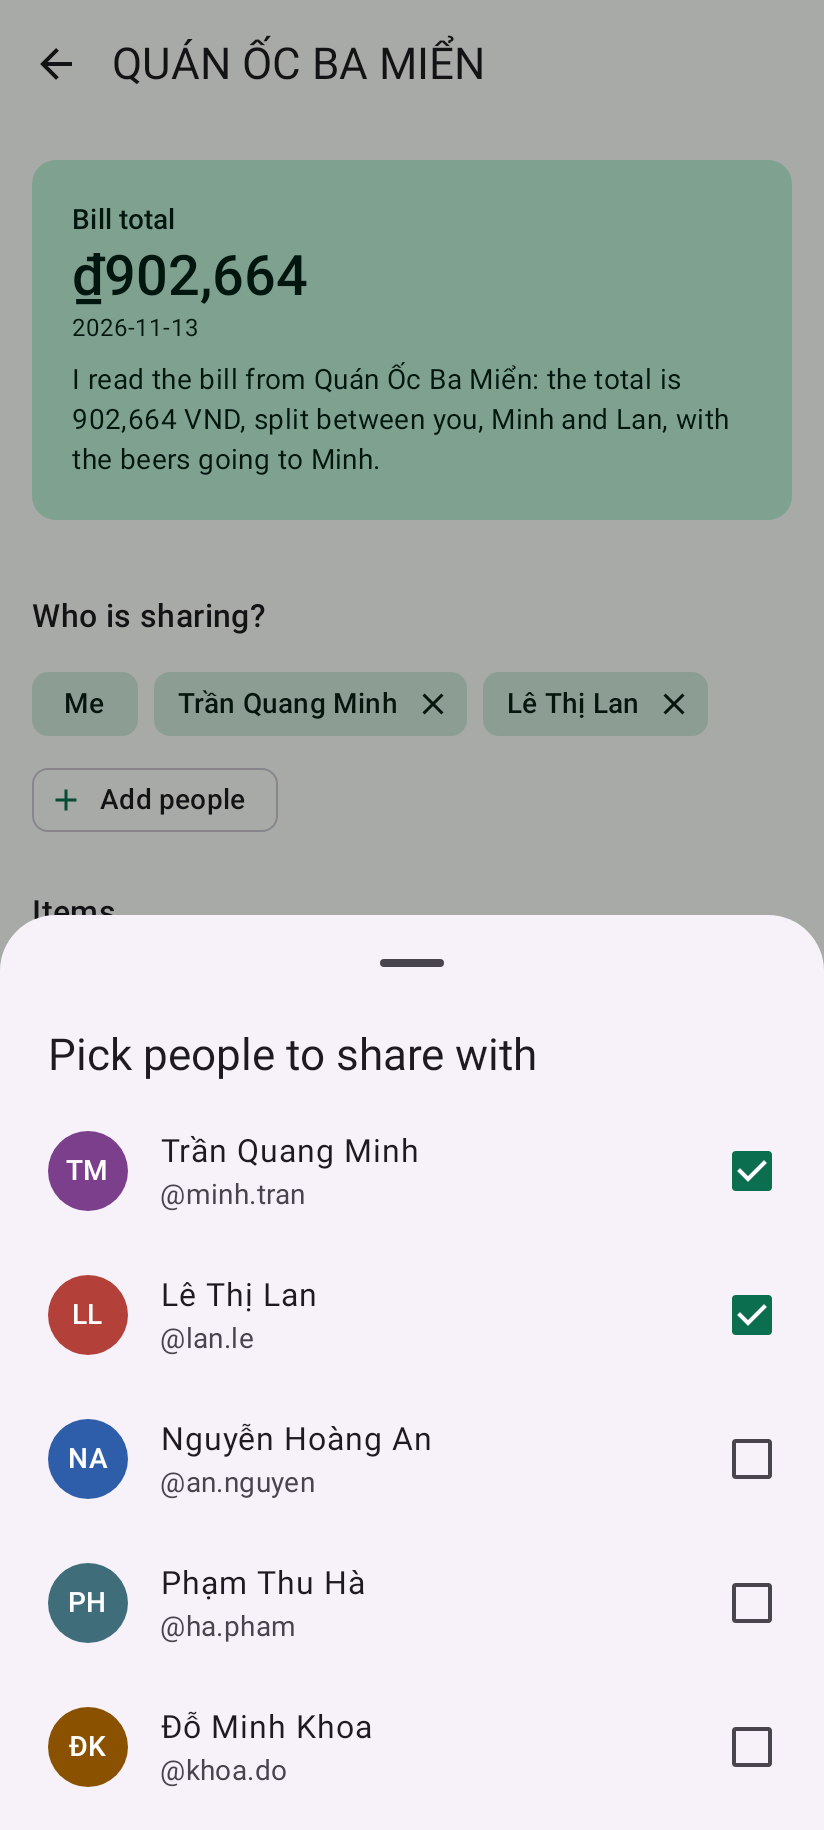 QUÁN ỐC BA MIỂN
Bill total
₫902,664
2026-11-13
I read the bill from Quán Ốc Ba Miển: the total is
902,664 VND, split between you, Minh and Lan, with
the beers going to Minh.
Who is sharing?
Me
Trần Quang Minh
Lê Thị Lan
Add people
Items
Pick people to share with
TM
Trần Quang Minh
@minh.tran
LL
Lê Thị Lan
@lan.le
NA
Nguyễn Hoàng An
@an.nguyen
PH
Phạm Thu Hà
@ha.pham
ĐK
Đỗ Minh Khoa
@khoa.do